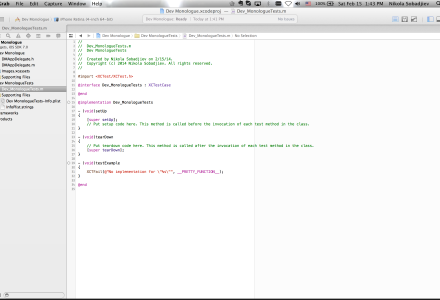 Grab File Edit Capture Window Help
100% Sat Feb 15 1:43 PM Nikola Sobadjiev
Dev Monologue.xcodeproj — Dev_MonologueTests.m
Dev Monologue iPhone Retina (4-inch 64-bit)
Dev Monologue: Ready | Today at 1:41 PM
No Issues
Dev Monologue Dev MonologueTests Dev_MonologueTests.m No Selection
Monologue
DMAppDelegate.h
DMAppDelegate.m
Images.xcassets
Supporting Files
Dev MonologueTests
Dev_MonologueTests.m
Supporting Files
Dev MonologueTests-Info.plist
InfoPlist.strings
Frameworks
Products
//
// Dev_MonologueTests.m
// Dev MonologueTests
//
// Created by Nikola Sobadjiev on 2/15/14.
// Copyright (c) 2014 Nikola Sobadjiev. All rights reserved.
//
#import <XCTest/XCTest.h>
@interface Dev_MonologueTests : XCTestCase
@end
@implementation Dev_MonologueTests
- (void)setUp
{
[super setUp];
// Put setup code here. This method is called before the invocation of each test method in the class.
}
- (void)tearDown
{
// Put teardown code here. This method is called after the invocation of each test method in the class.
[super tearDown];
}
- (void)testExample
{
XCTFail(@"No implementation for \"%s\"", __PRETTY_FUNCTION__);
}
@end